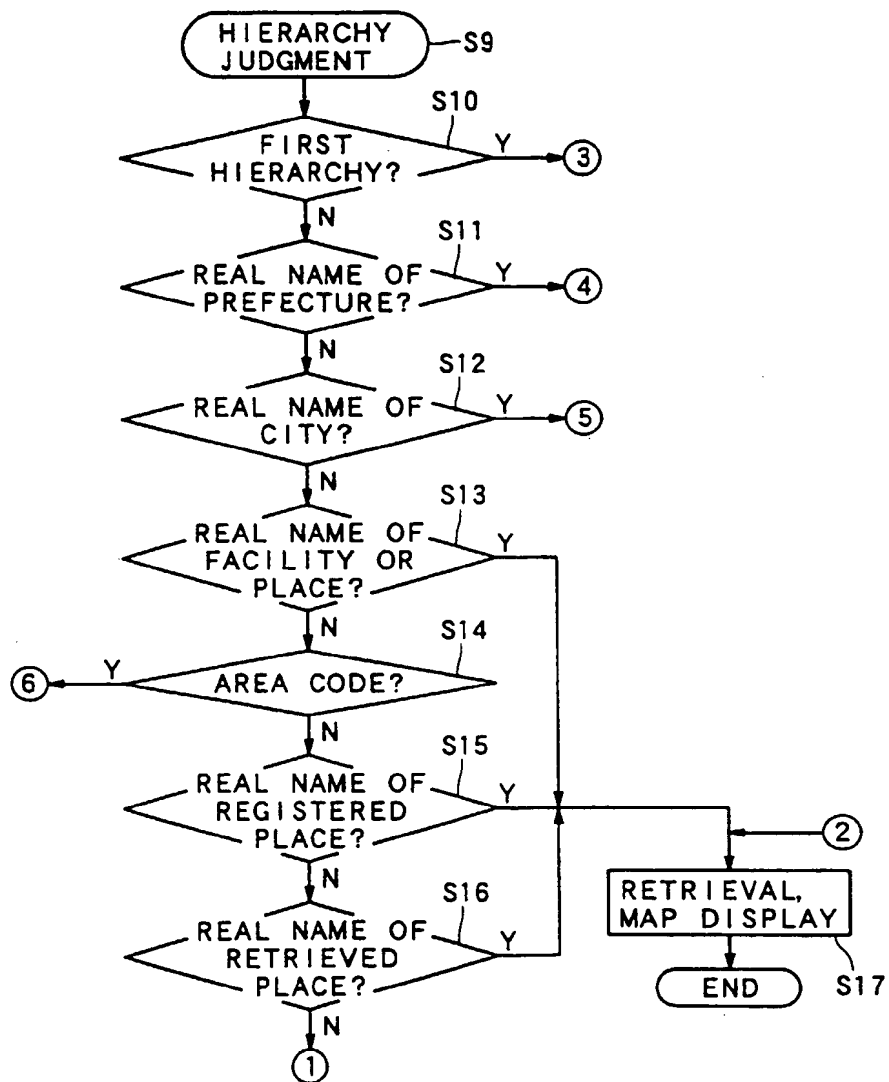 HIERARCHY
JUDGMENT
S9
S10
FIRST
HIERARCHY?
Y
3
N
S11
REAL NAME OF
PREFECTURE?
Y
4
N
S12
REAL NAME OF
CITY?
Y
5
N
S13
REAL NAME OF
FACILITY OR
PLACE?
Y
N
S14
6
Y
AREA CODE?
N
S15
REAL NAME OF
REGISTERED
PLACE?
Y
2
N
S16
REAL NAME OF
RETRIEVED
PLACE?
Y
RETRIEVAL,
MAP DISPLAY
S17
END
N
1